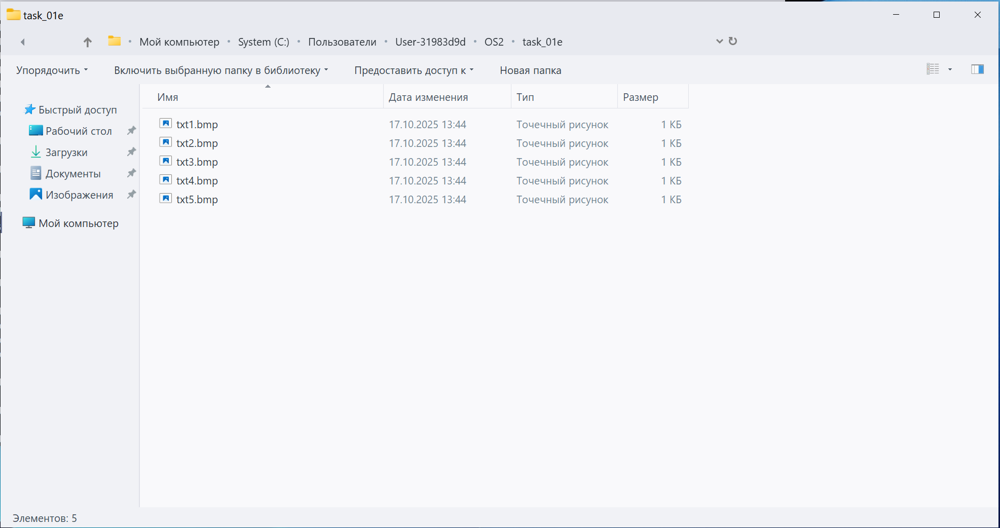 task_01e
Мой компьютер • System (C:) • Пользователи • User-31983d9d • OS2 • task_01e
Упорядочить Включить выбранную папку в библиотеку Предоставить доступ к Новая папка
Быстрый доступ
Рабочий стол
Загрузки
Документы
Изображения
Мой компьютер
Имя Дата изменения Тип Размер
txt1.bmp 17.10.2025 13:44 Точечный рисунок 1 КБ
txt2.bmp 17.10.2025 13:44 Точечный рисунок 1 КБ
txt3.bmp 17.10.2025 13:44 Точечный рисунок 1 КБ
txt4.bmp 17.10.2025 13:44 Точечный рисунок 1 КБ
txt5.bmp 17.10.2025 13:44 Точечный рисунок 1 КБ
Элементов: 5